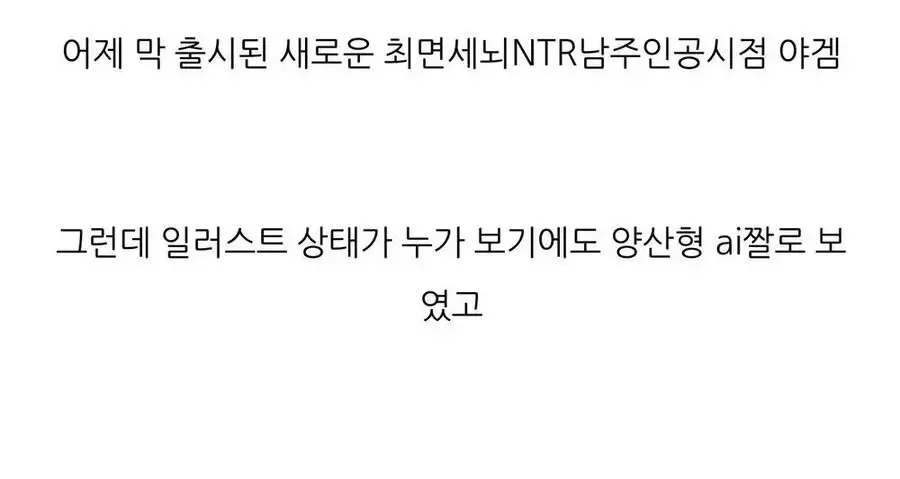 어제 막 출시된 새로운 최면세뇌NTR남주인공시점 야겜
그런데 일러스트 상태가 누가 보기에도 양산형 ai짤로 보
였고